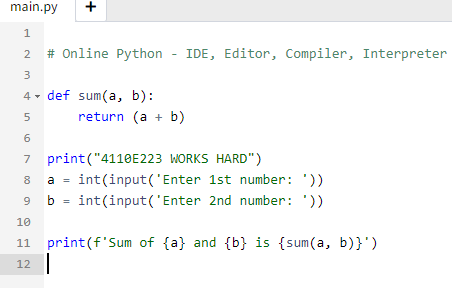 main.py +
1
2 # Online Python - IDE, Editor, Compiler, Interpreter
3
4 def sum(a, b):
5     return (a + b)
6
7 print("4110E223 WORKS HARD")
8 a = int(input('Enter 1st number: '))
9 b = int(input('Enter 2nd number: '))
10
11 print(f'Sum of {a} and {b} is {sum(a, b)}')
12